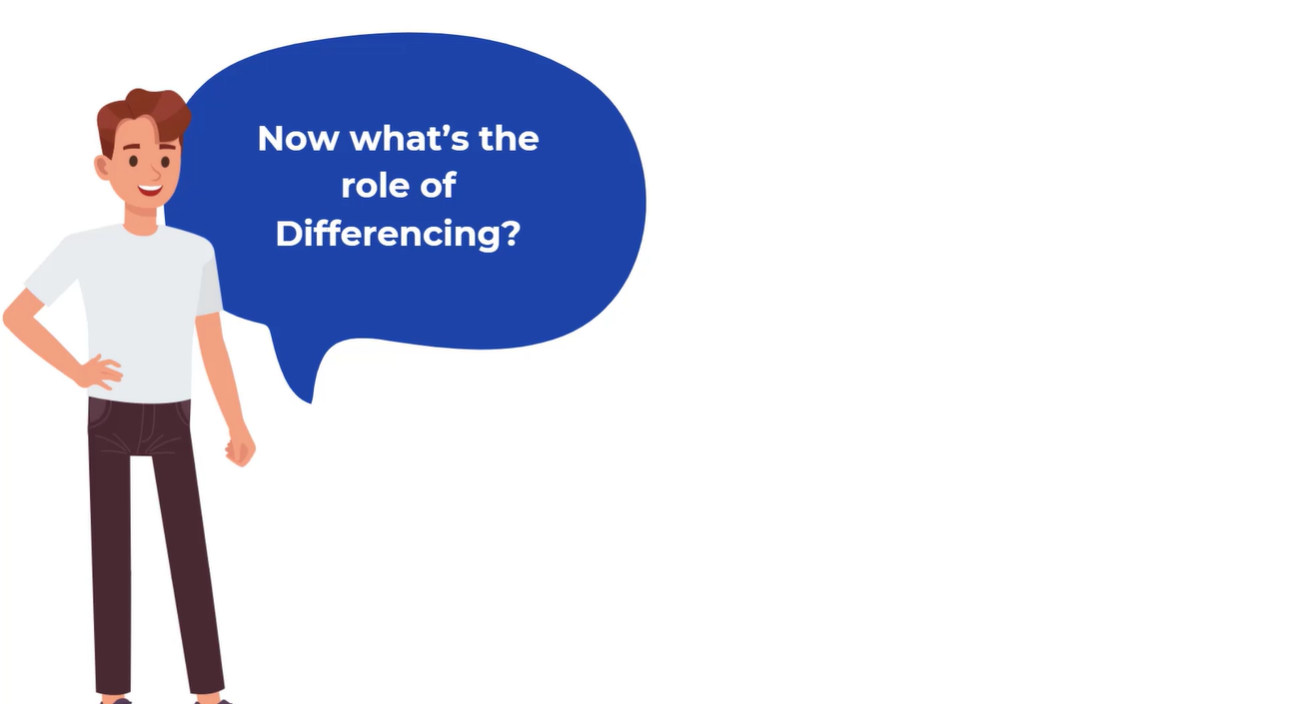 Now what’s the
role of
Differencing?